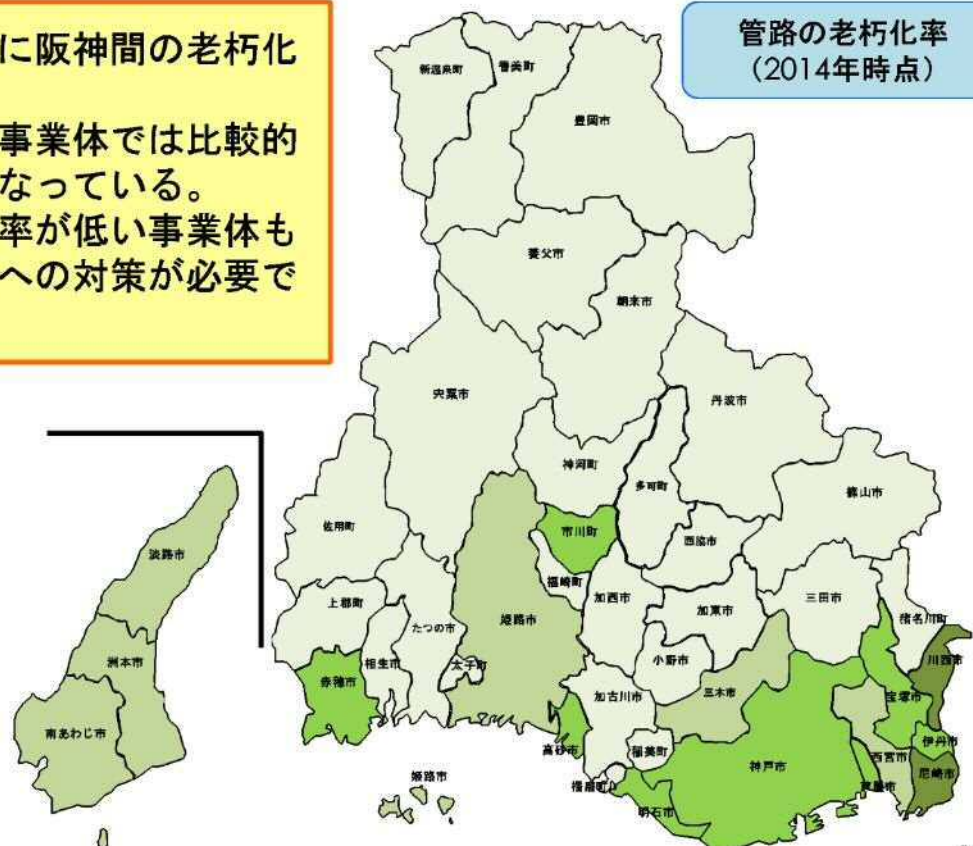 に阪神間の老朽化
事業体では比較的
なっている。
率が低い事業体も
への対策が必要で
管路の老朽化率
（2014年時点）
新温泉町
香美町
豊岡市
養父市
朝来市
宍粟市
丹波市
神河町
多可町
篠山市
佐用町
市川町
西脇市
淡路市
福崎町
加西市
加東市
三田市
猪名川町
上郡町
たつの市
姫路市
洲本市
相生市
太子町
小野市
川西市
赤穂市
加古川市
三木市
宝塚市
南あわじ市
高砂市
稲美町
神戸市
西宮市
伊丹市
姫路市
播磨町
芦屋市
尼崎市
明石市